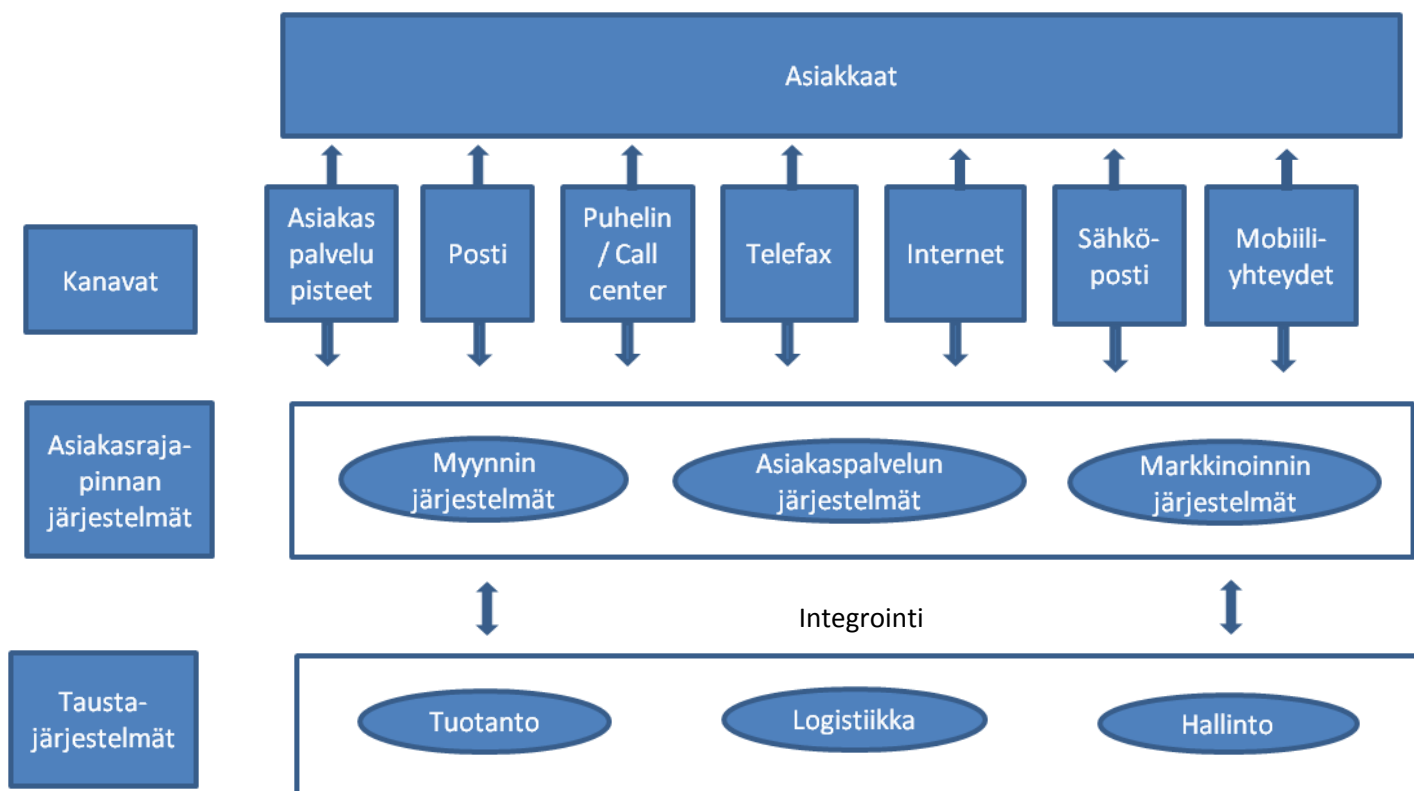 Asiakkaat
Kanavat
Asiakas
palvelu
pisteet
Posti
Puhelin
/ Call
center
Telefax
Internet
Sähkö-
posti
Mobiili-
yhteydet
Asiakasraja-
pinnan
järjestelmät
Myynnin
järjestelmät
Asiakaspalvelun
järjestelmät
Markkinoinnin
järjestelmät
Integrointi
Tausta-
järjestelmät
Tuotanto
Logistiikka
Hallinto